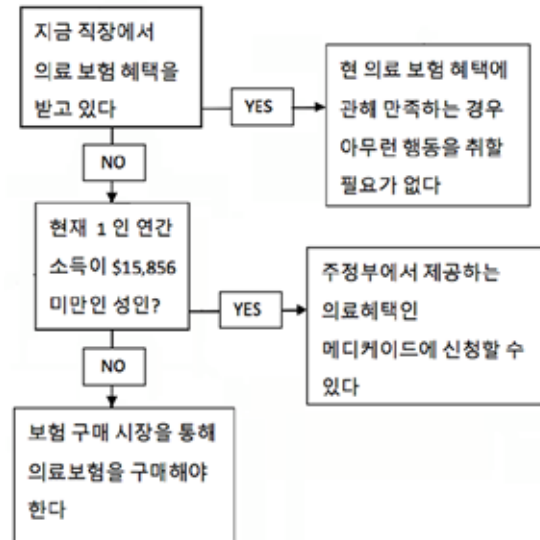 지금 직장에서
의료 보험 혜택을
받고 있다
YES
현 의료 보험 혜택에
관해 만족하는 경우
아무런 행동을 취할
필요가 없다
NO
현재 1 인 연간
소득이 $15,856
미만인 성인?
YES
주정부에서 제공하는
의료혜택인
메디케이드에 신청할 수
있다
NO
보험 구매 시장을 통해
의료보험을 구매해야
한다